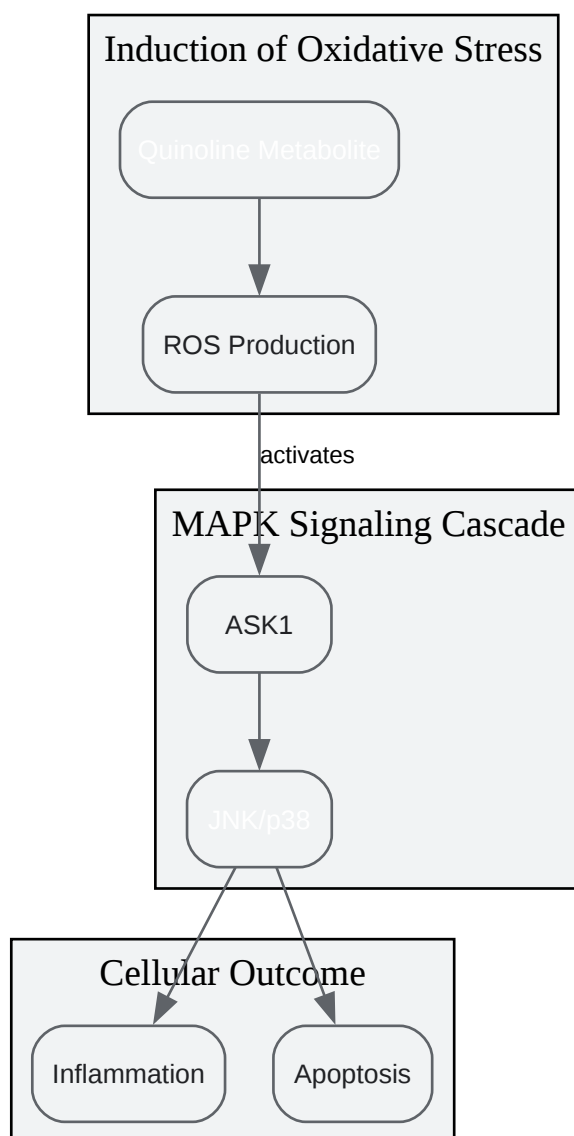 Induction of Oxidative Stress
Quinoline Metabolite
ROS Production
activates
MAPK Signaling Cascade
ASK1
JNK/p38
Cellular Outcome
Inflammation
Apoptosis